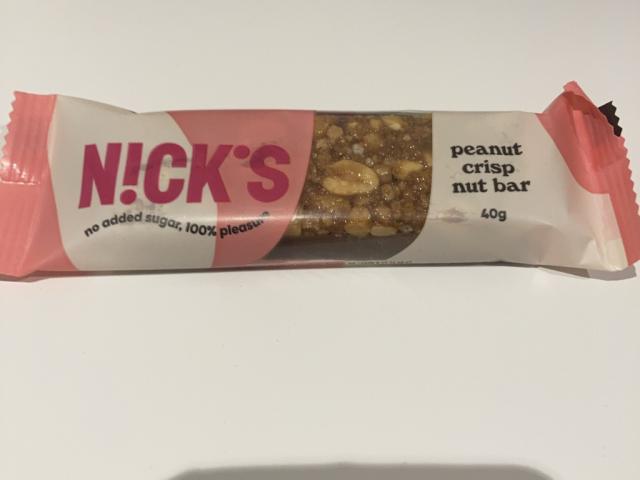 N!CK'S
no added sugar, 100% pleasure
peanut
crisp
nut bar
40g